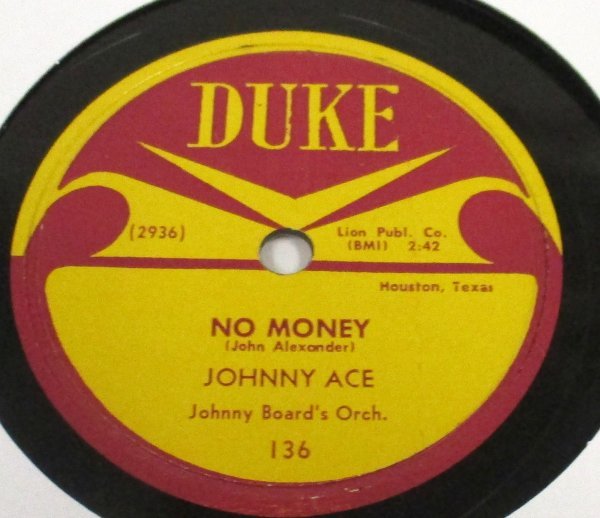 DUKE
(2936)
Lion Publ. Co.
(BMI) 2:42
Houston, Texas
NO MONEY
(John Alexander)
JOHNNY ACE
Johnny Board's Orch.
136